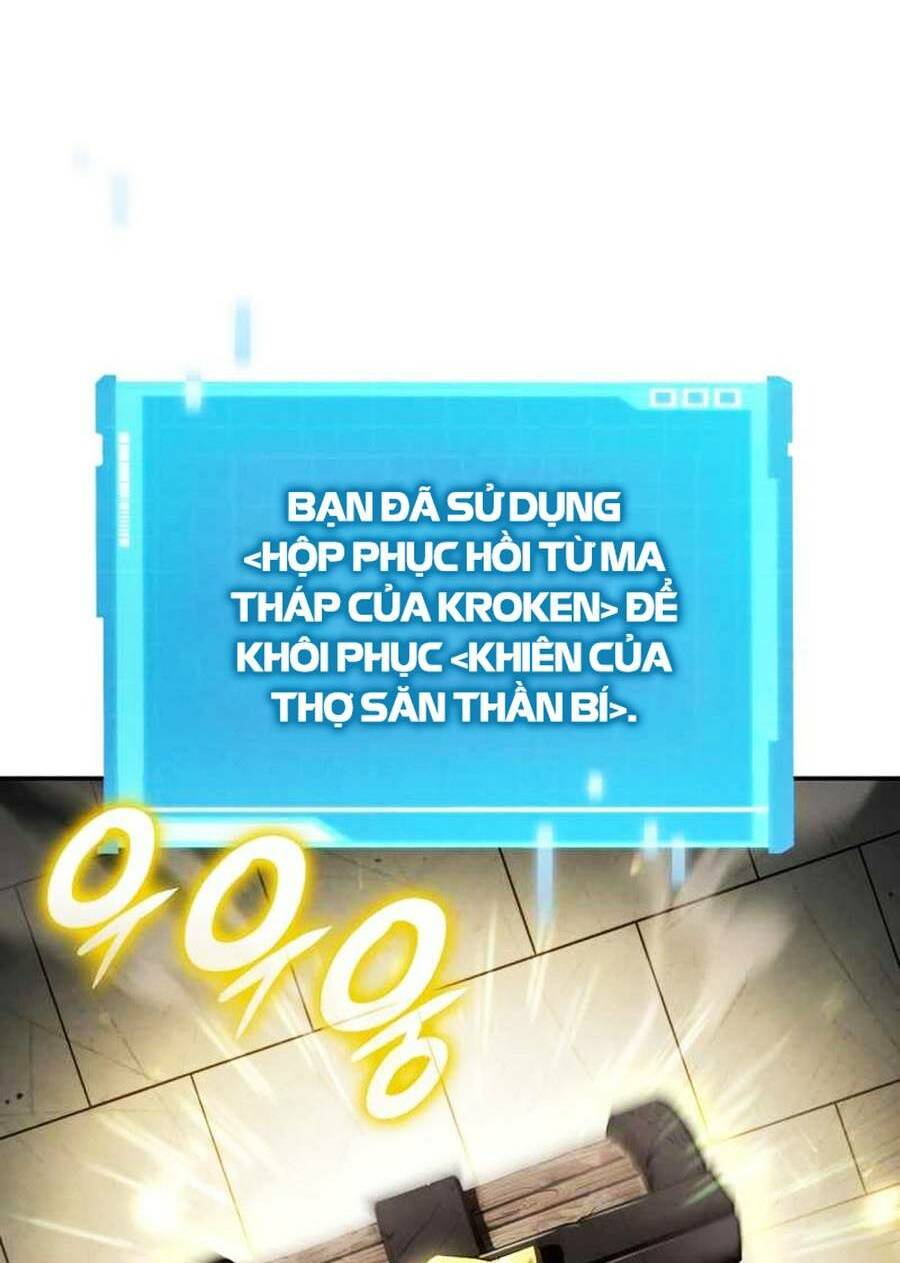 BẠN ĐÃ SỬ DỤNG
<HỘP PHỤC HỒI TỪ MA
THÁP CỦA KROKEN> ĐỂ
KHÔI PHỤC <KHIÊN CỦA
THỢ SĂN THẦN BÍ>.
우우웅